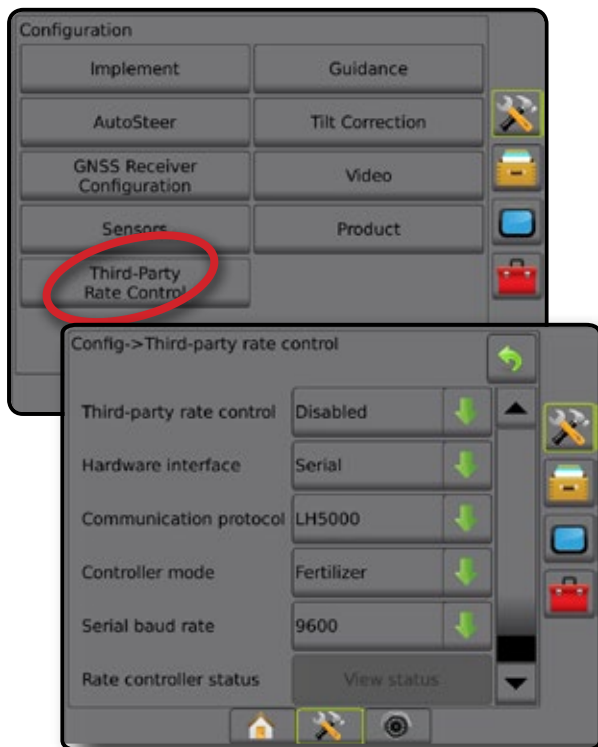 Configuration
Implement
Guidance
AutoSteer
Tilt Correction
GNSS Receiver
Configuration
Video
Sensors
Product
Third-Party
Rate Control
Config->Third-party rate control
Third-party rate control
Disabled
Hardware interface
Serial
Communication protocol
LH5000
Controller mode
Fertilizer
Serial baud rate
9600
Rate controller status
View status